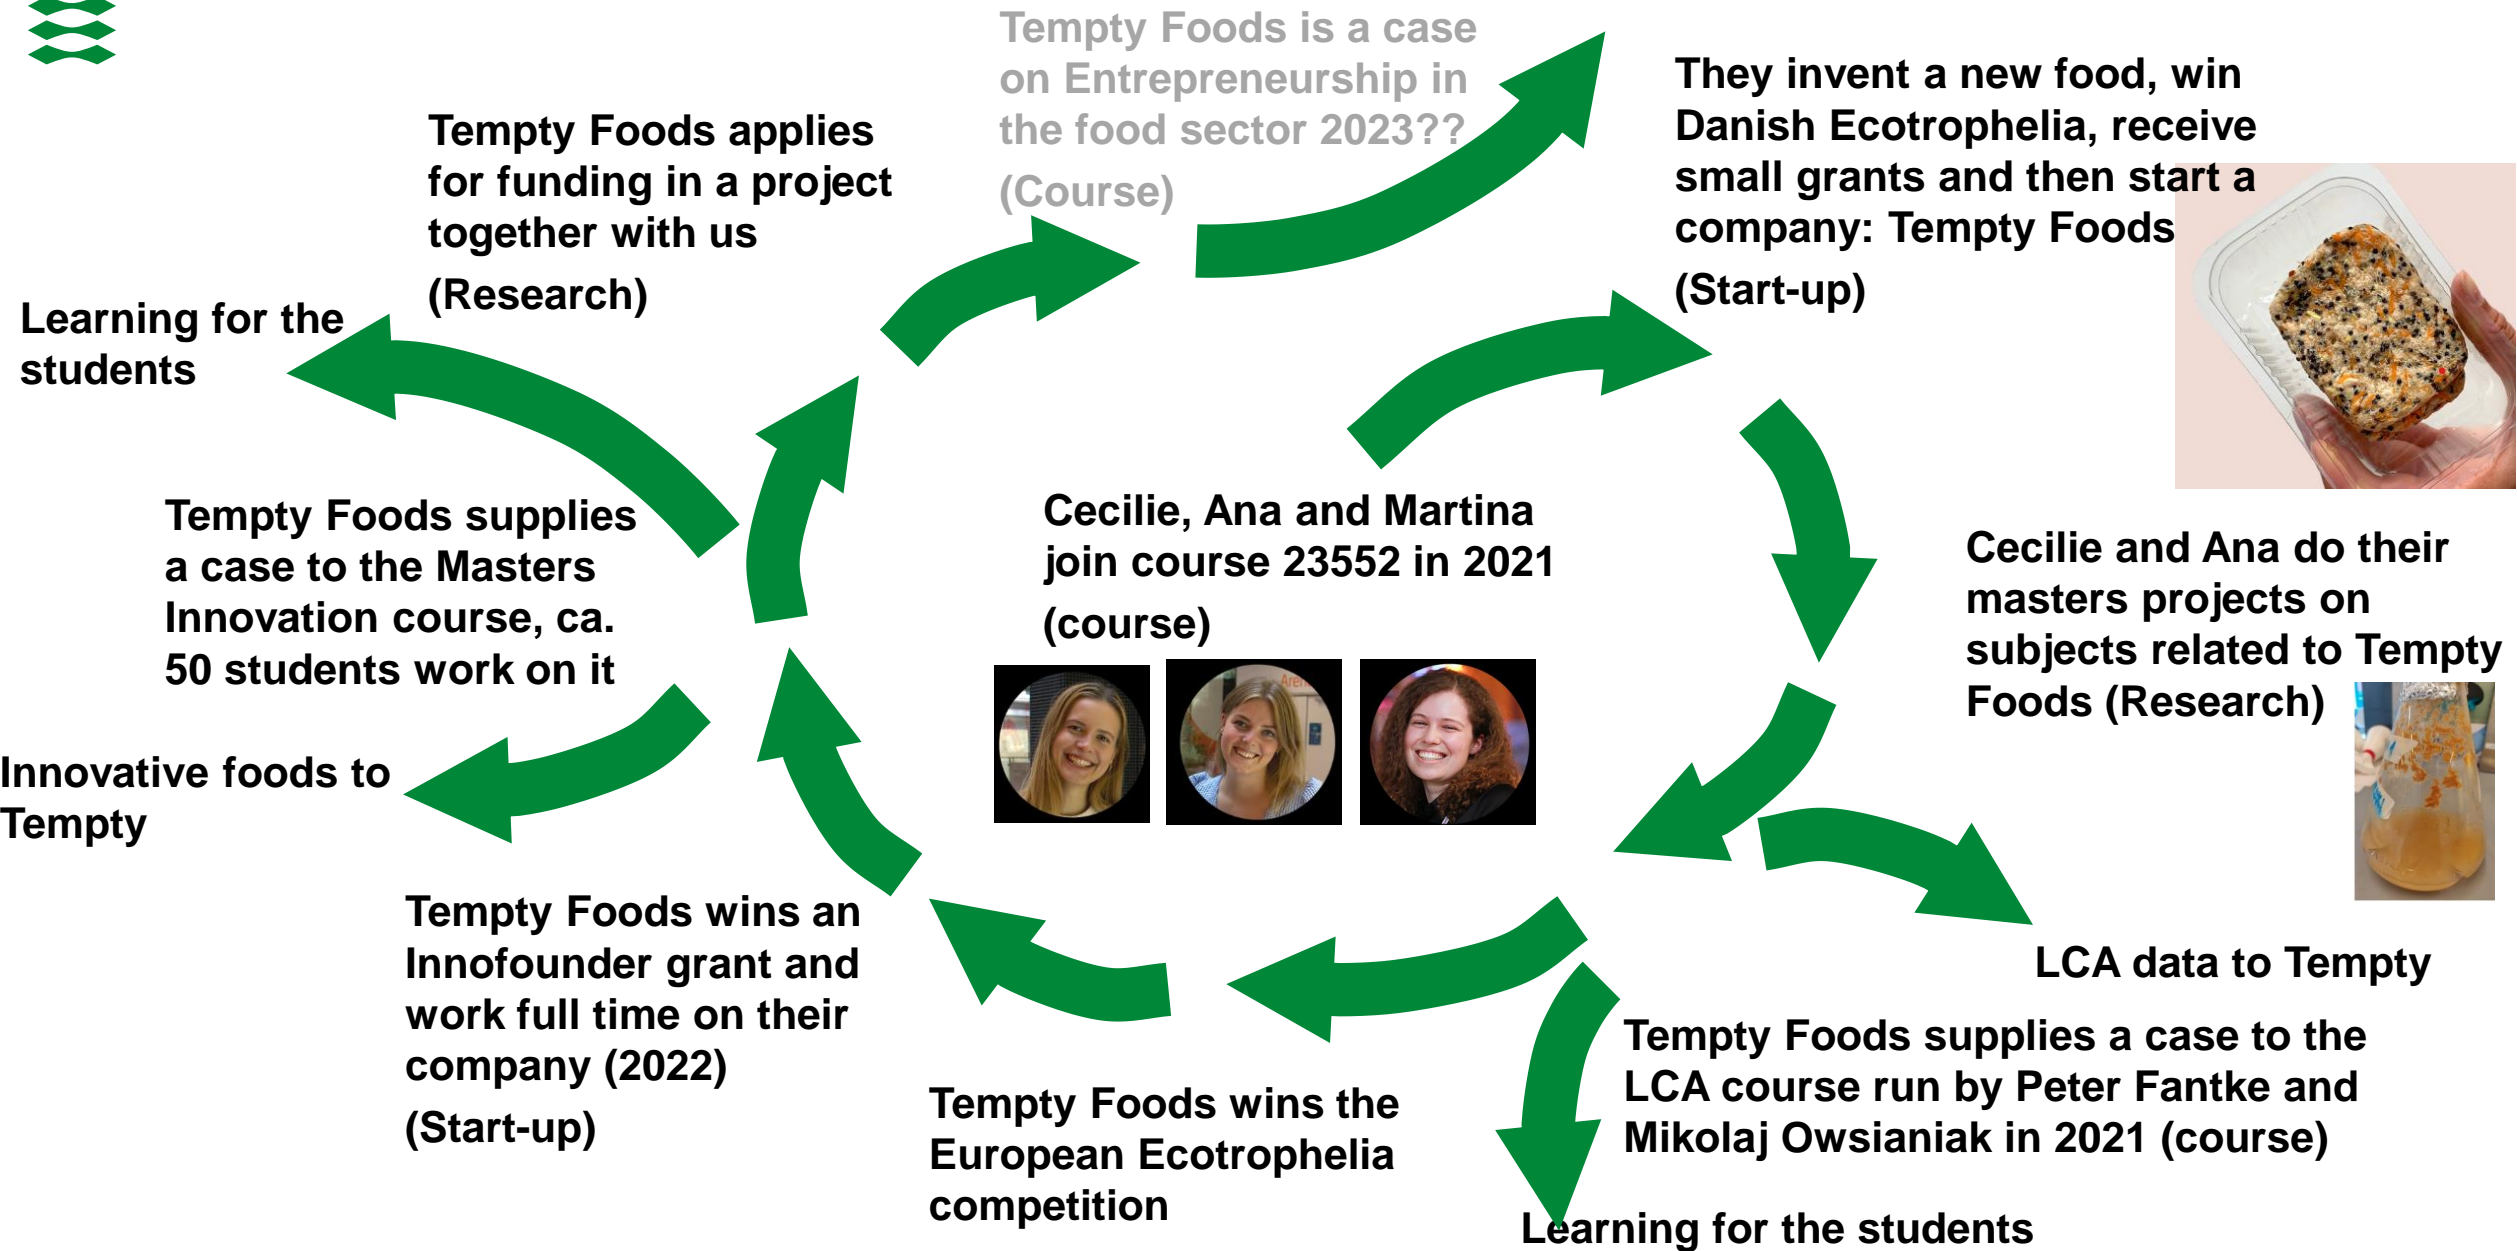 Tempty Foods is a case
on Entrepreneurship in
the food sector 2023??
(Course)
They invent a new food, win
Danish Ecotrophelia, receive
small grants and then start a
company: Tempty Foods
(Start-up)
Tempty Foods applies
for funding in a project
together with us
(Research)
Learning for the
students
Tempty Foods supplies
a case to the Masters
Innovation course, ca.
50 students work on it
Cecilie, Ana and Martina
join course 23552 in 2021
(course)
Cecilie and Ana do their
masters projects on
subjects related to Tempty
Foods (Research)
Innovative foods to
Tempty
Tempty Foods wins an
Innofounder grant and
work full time on their
company (2022)
(Start-up)
LCA data to Tempty
Tempty Foods supplies a case to the
LCA course run by Peter Fantke and
Mikolaj Owsianiak in 2021 (course)
Tempty Foods wins the
European Ecotrophelia
competition
Learning for the students